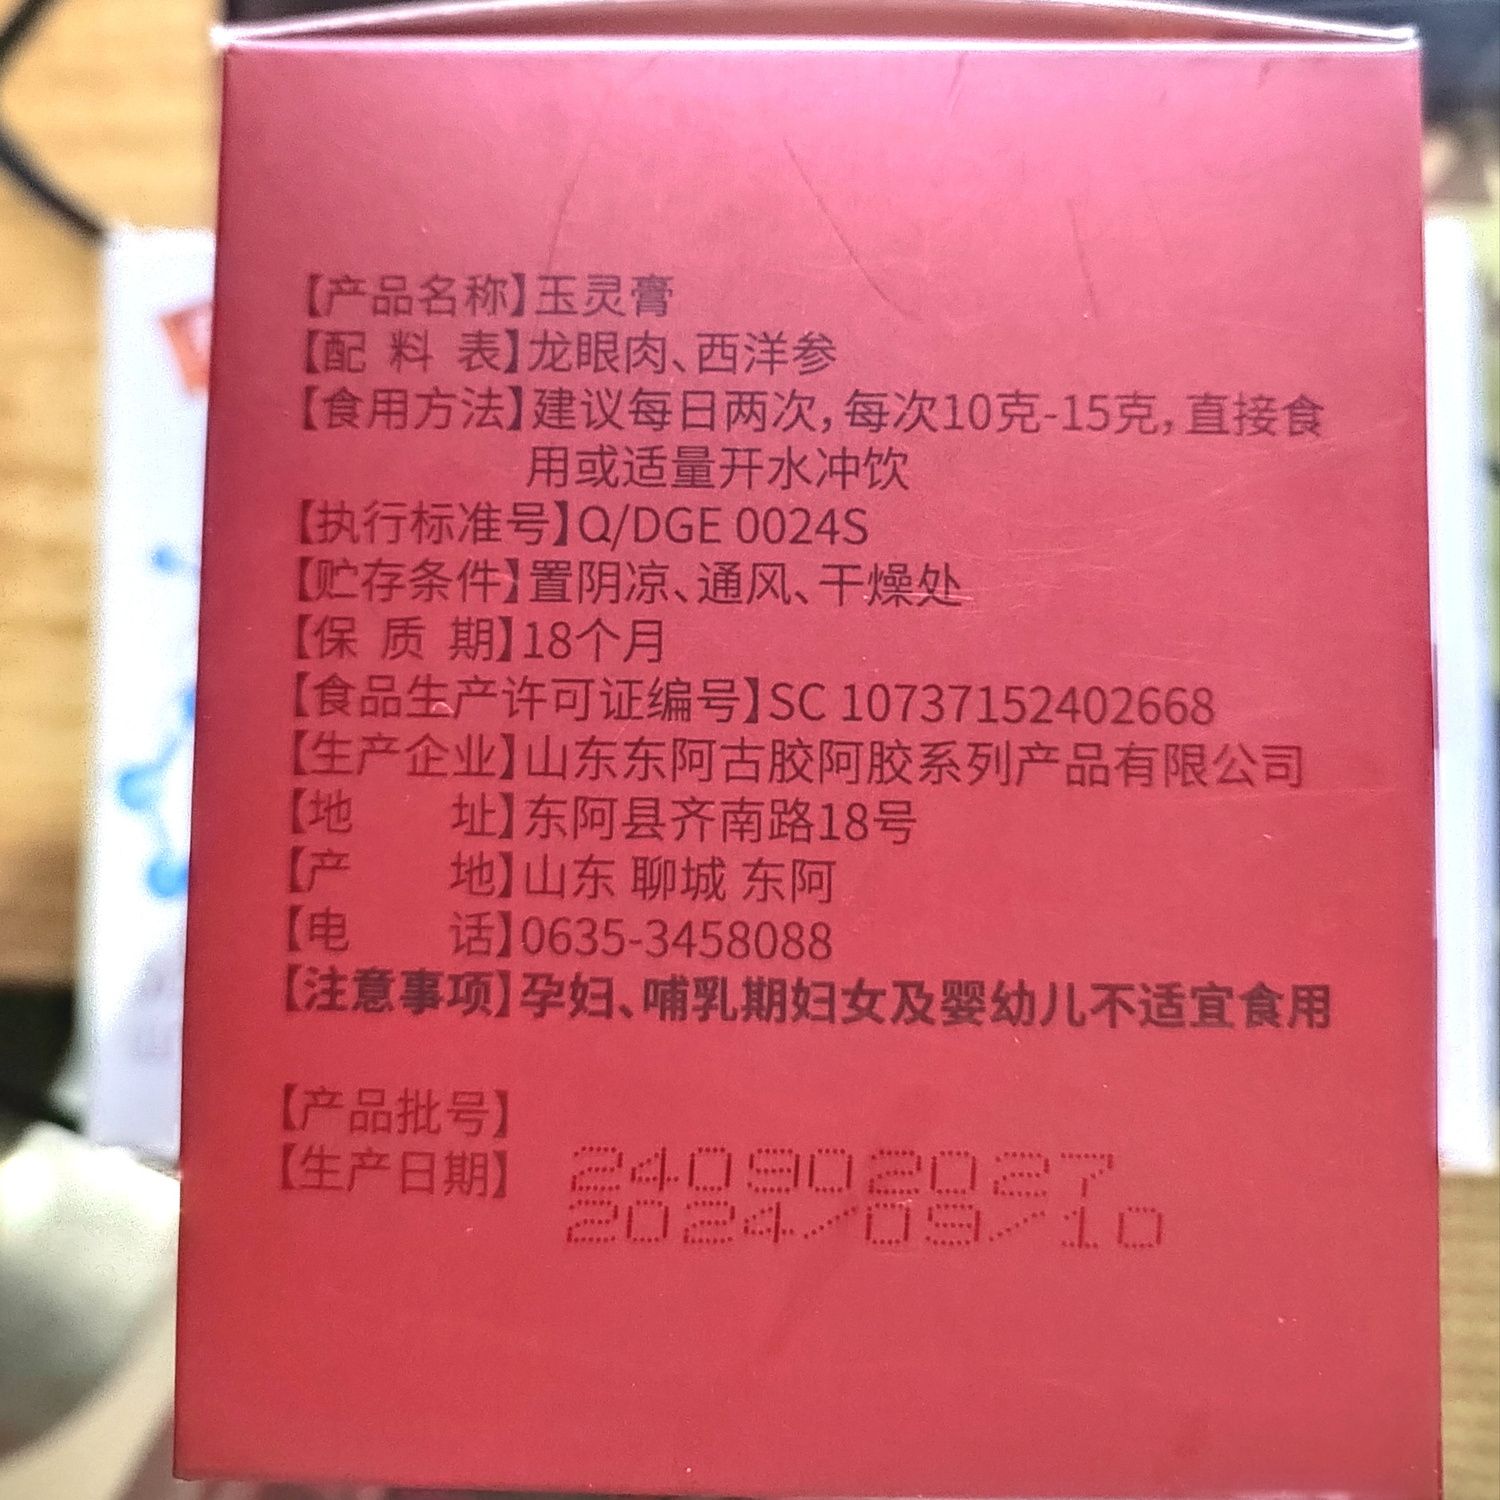 【产品名称】玉灵膏
【配 料 表】龙眼肉、西洋参
【食用方法】建议每日两次，每次10克-15克，直接食
用或适量开水冲饮
【执行标准号】Q/DGE 0024S
【贮存条件】置阴凉、通风、干燥处
【保 质 期】18个月
【食品生产许可证编号】SC 10737152402668
【生产企业】山东东阿古胶阿胶系列产品有限公司
【地 址】东阿县齐南路18号
【产 地】山东 聊城 东阿
【电 话】0635-3458088
【注意事项】孕妇、哺乳期妇女及婴幼儿不适宜食用
【产品批号】
【生产日期】
240902027
2024/09/10